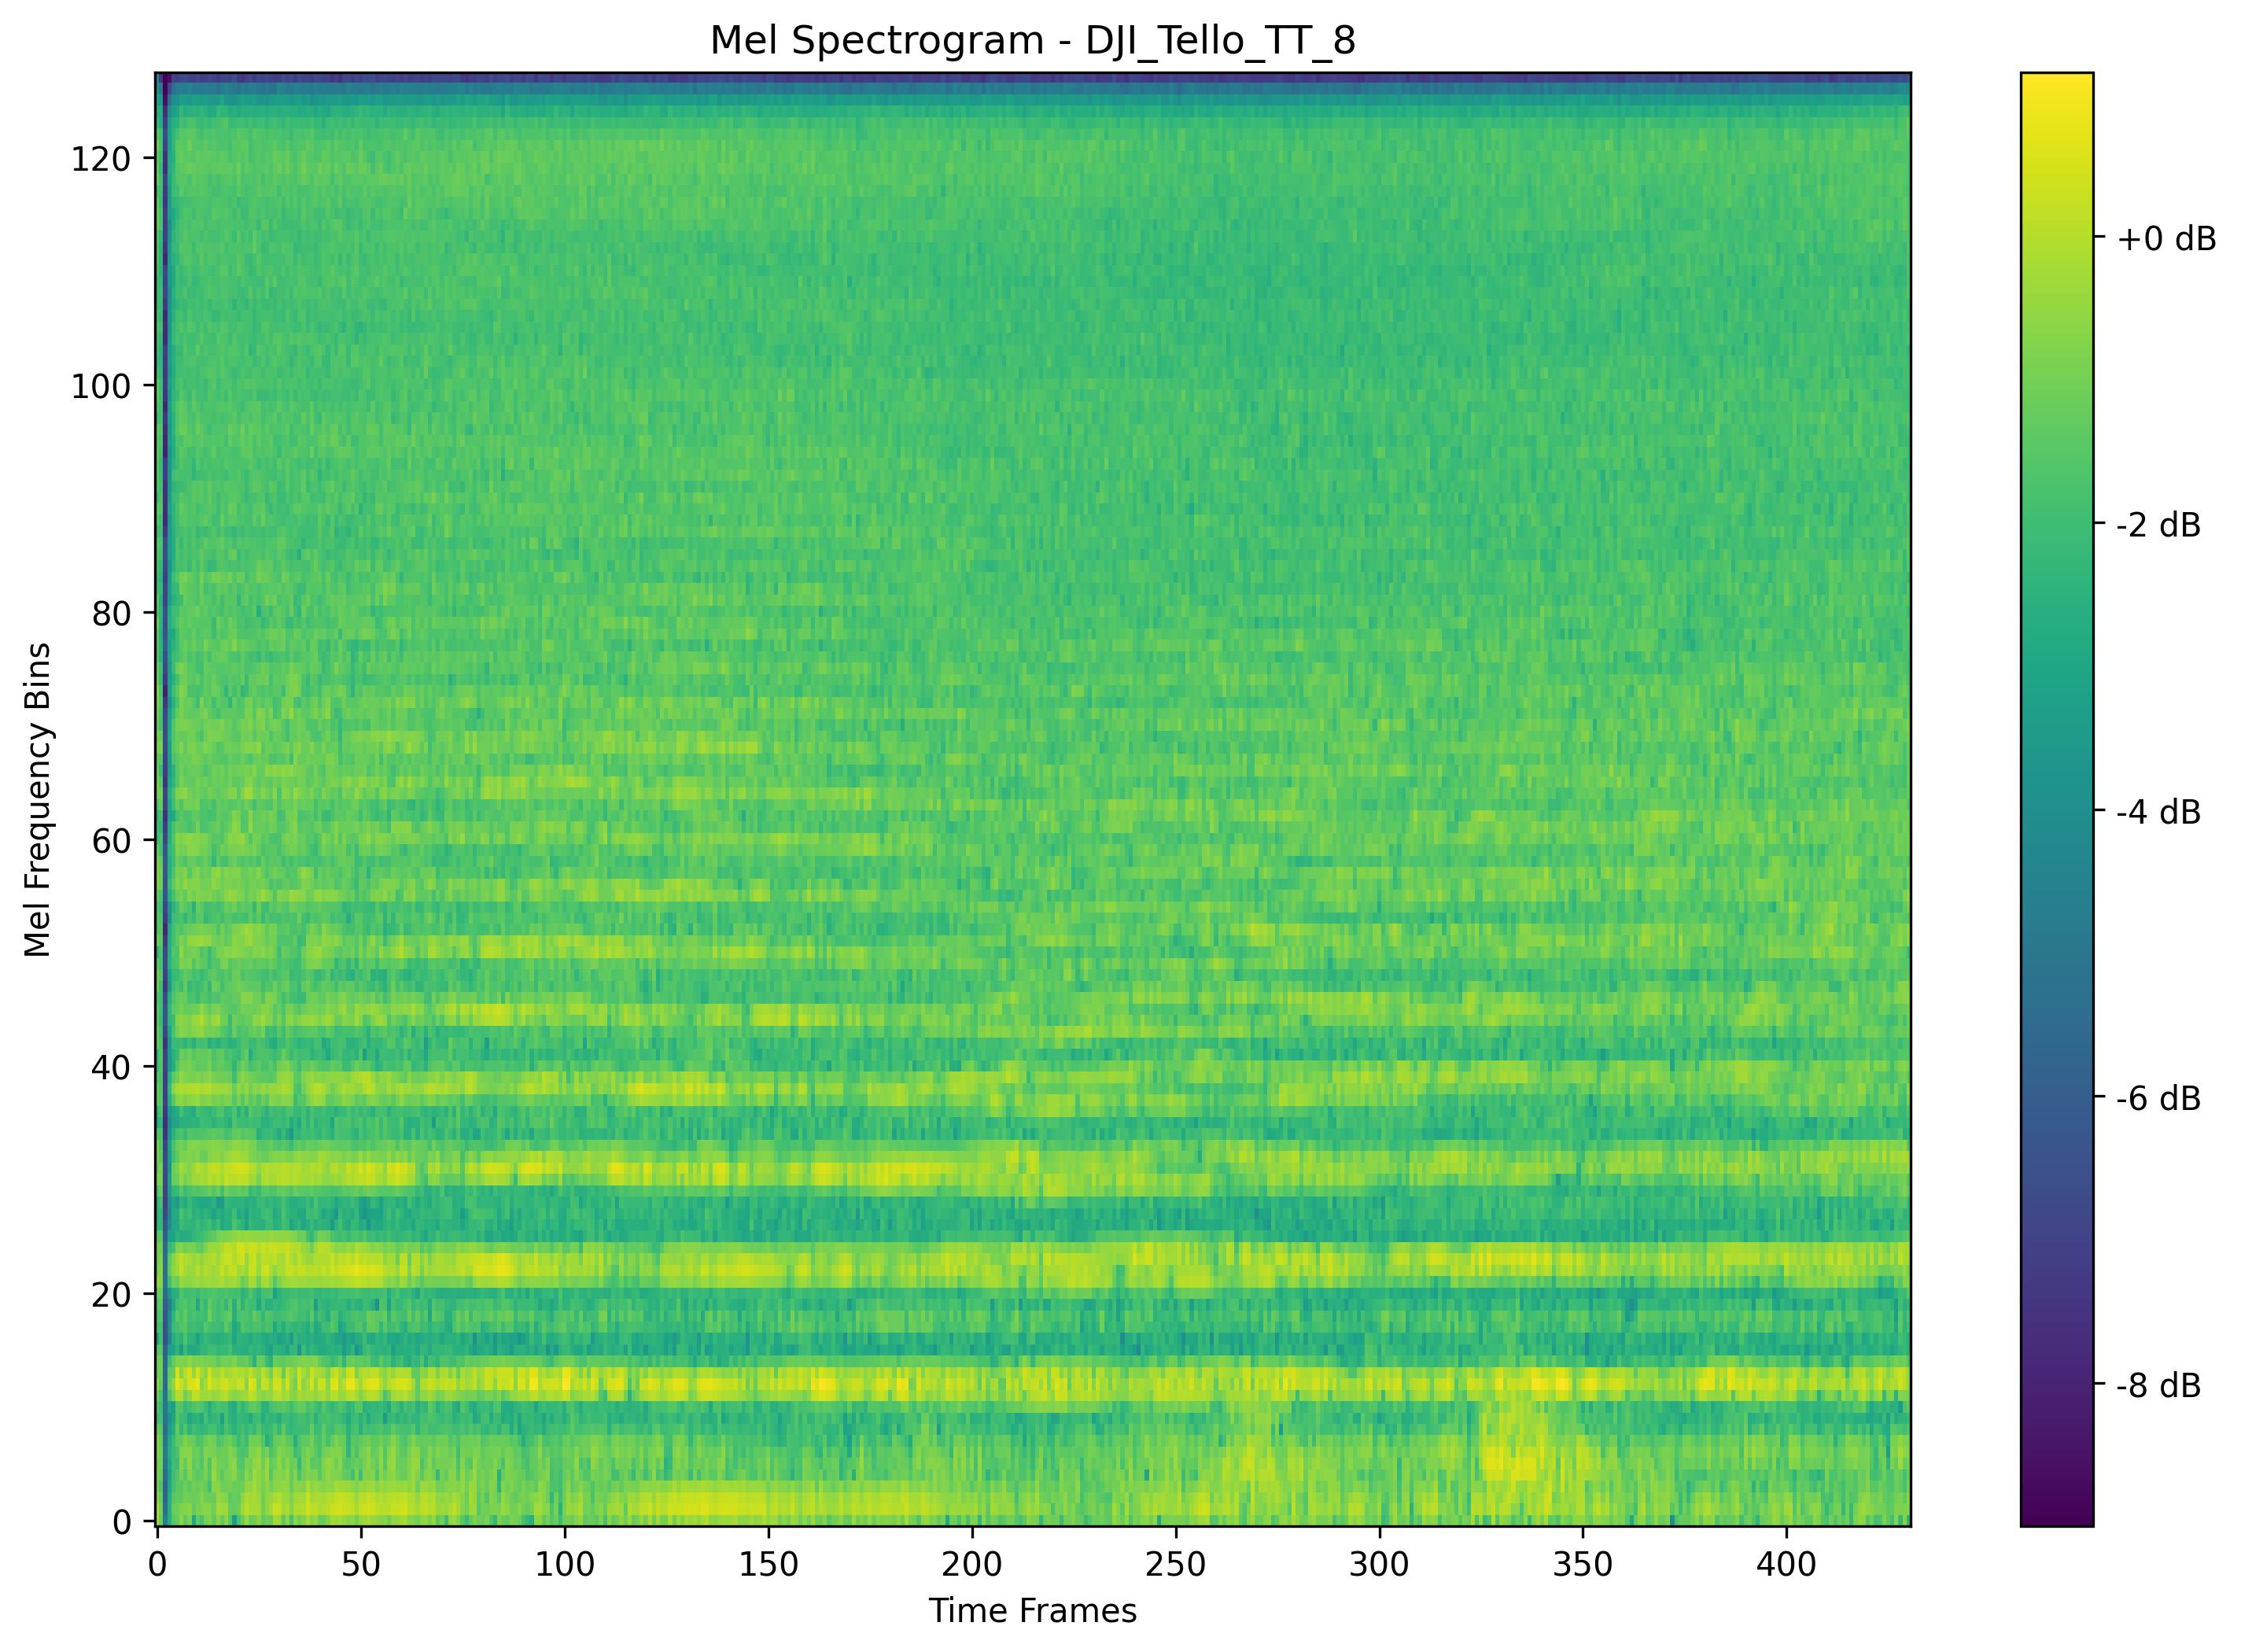 Mel Spectrogram - DJI_Tello_TT_8
Mel Frequency Bins
120
100
80
60
40
20
0
0 50 100 150 200 250 300 350 400
Time Frames
+0 dB
-2 dB
-4 dB
-6 dB
-8 dB